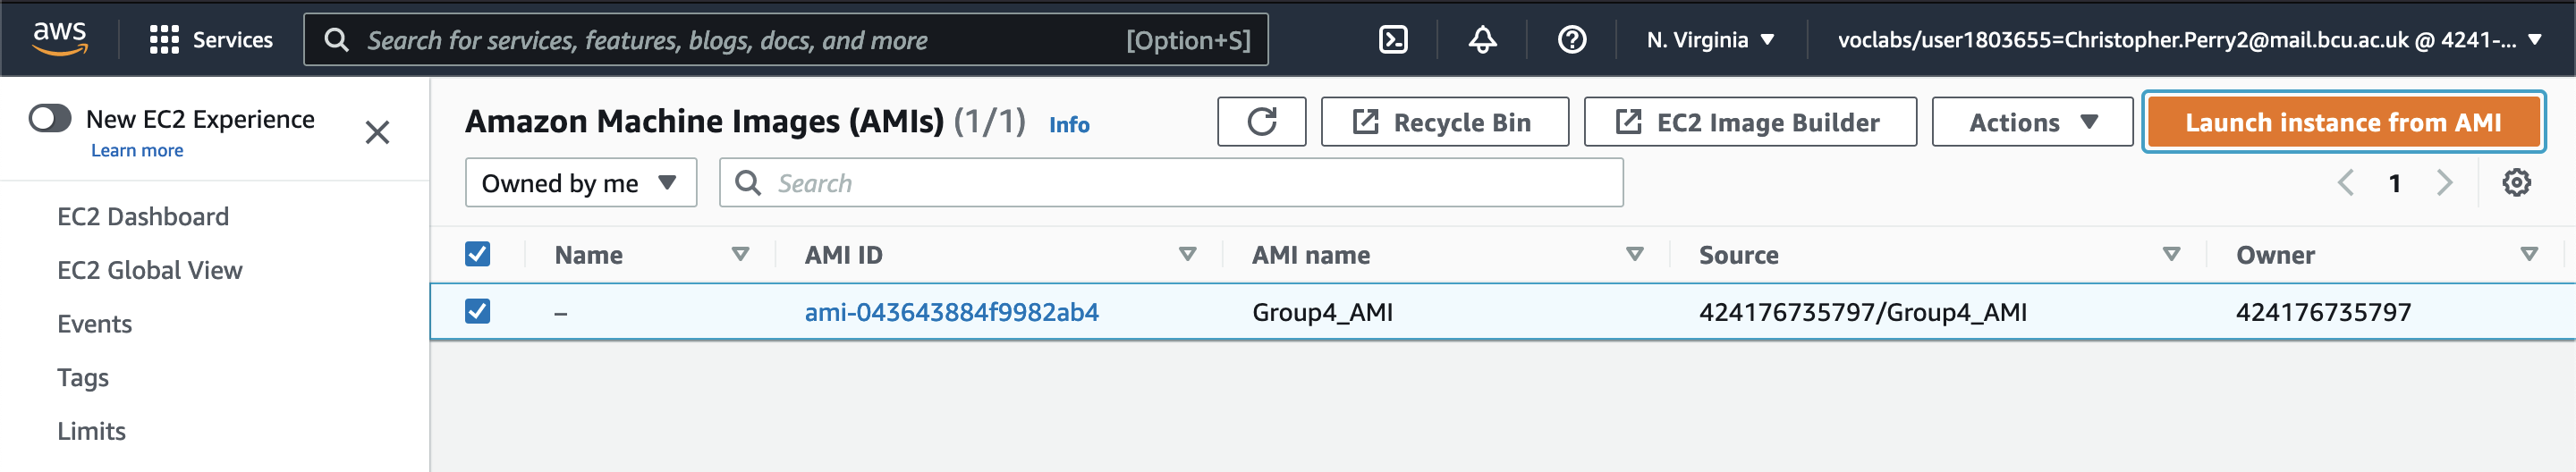 aws Services Search for services, features, blogs, docs, and more [Option+S] N. Virginia voclabs/user1803655=Christopher.Perry2@mail.bcu.ac.uk @ 4241-...
New EC2 Experience
Learn more
EC2 Dashboard
EC2 Global View
Events
Tags
Limits
Amazon Machine Images (AMIs) (1/1) Info Recycle Bin EC2 Image Builder Actions Launch instance from AMI
Owned by me Search 1
Name AMI ID AMI name Source Owner
– ami-043643884f9982ab4 Group4_AMI 424176735797/Group4_AMI 424176735797